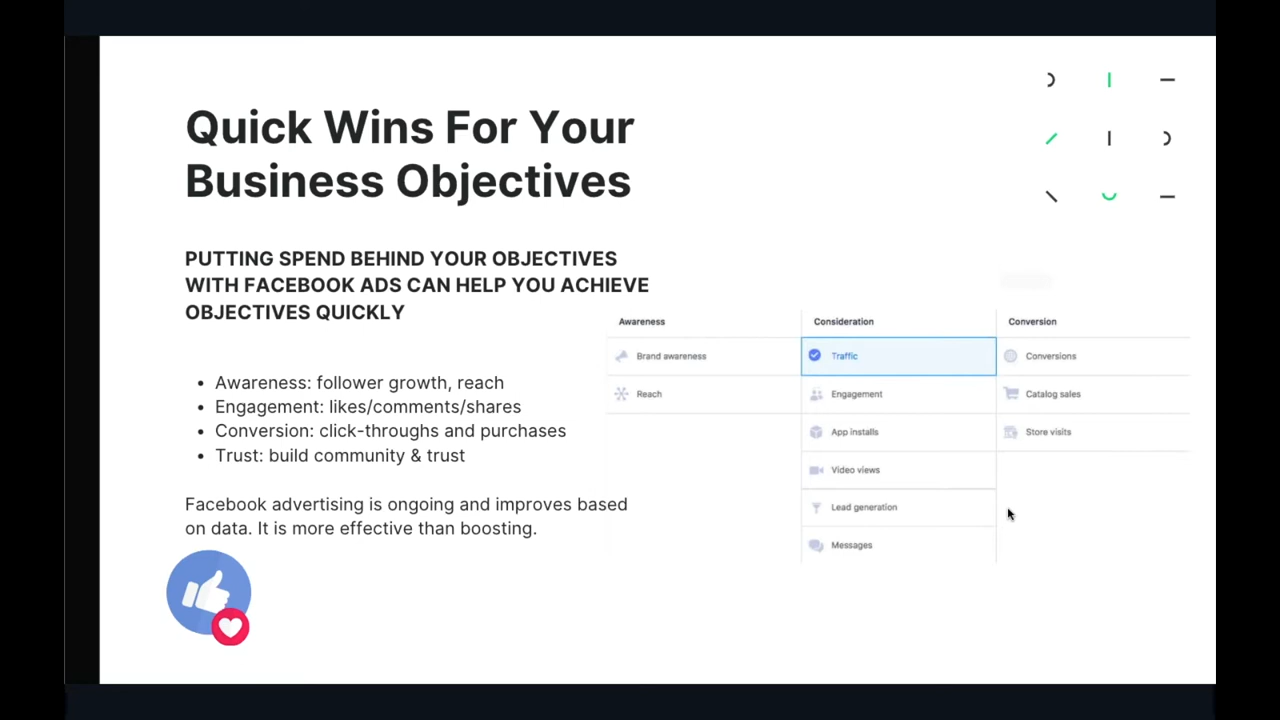 Quick Wins For Your
Business Objectives
PUTTING SPEND BEHIND YOUR OBJECTIVES
WITH FACEBOOK ADS CAN HELP YOU ACHIEVE
OBJECTIVES QUICKLY
• Awareness: follower growth, reach
• Engagement: likes/comments/shares
• Conversion: click-throughs and purchases
• Trust: build community & trust
Facebook advertising is ongoing and improves based
on data. It is more effective than boosting.
Awareness
Brand awareness
Reach
Consideration
Traffic
Engagement
App installs
Video views
Lead generation
Messages
Conversion
Conversions
Catalog sales
Store visits